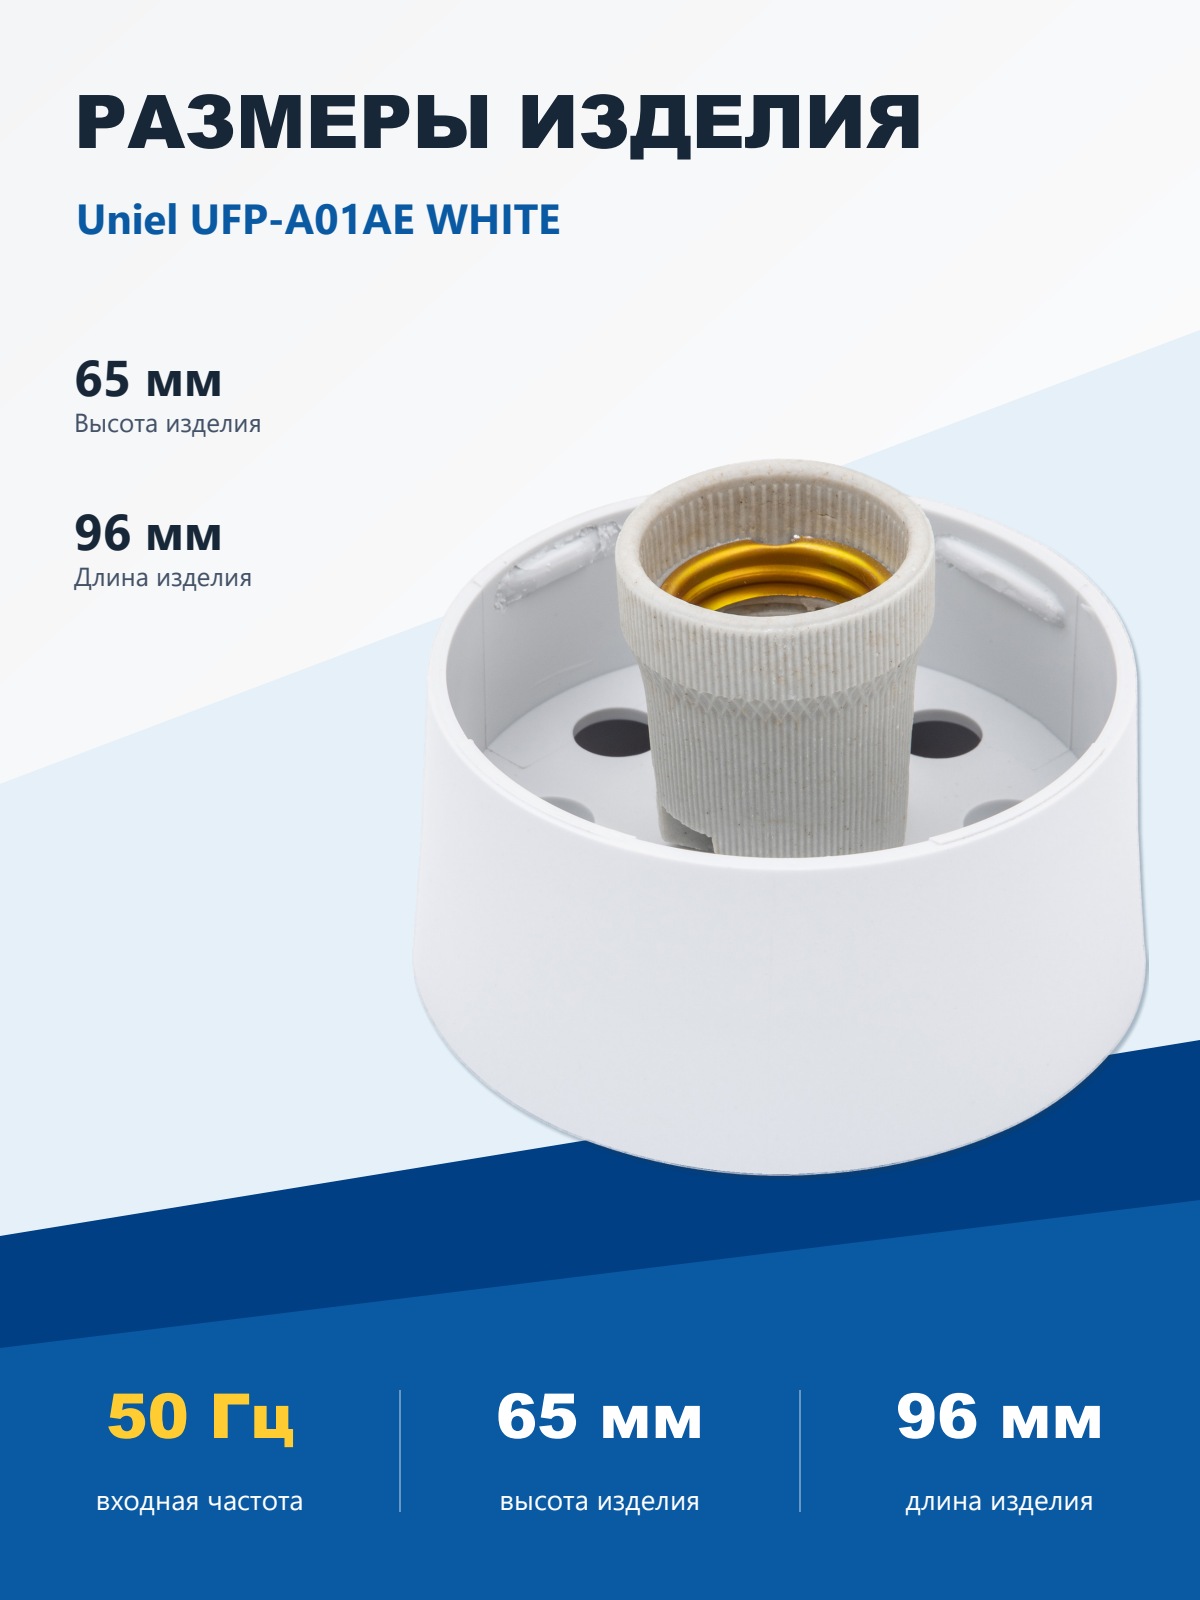 РАЗМЕРЫ ИЗДЕЛИЯ
Uniel UFP-A01AE WHITE
65 мм
Высота изделия
96 мм
Длина изделия
50 Гц
входная частота
65 мм
высота изделия
96 мм
длина изделия